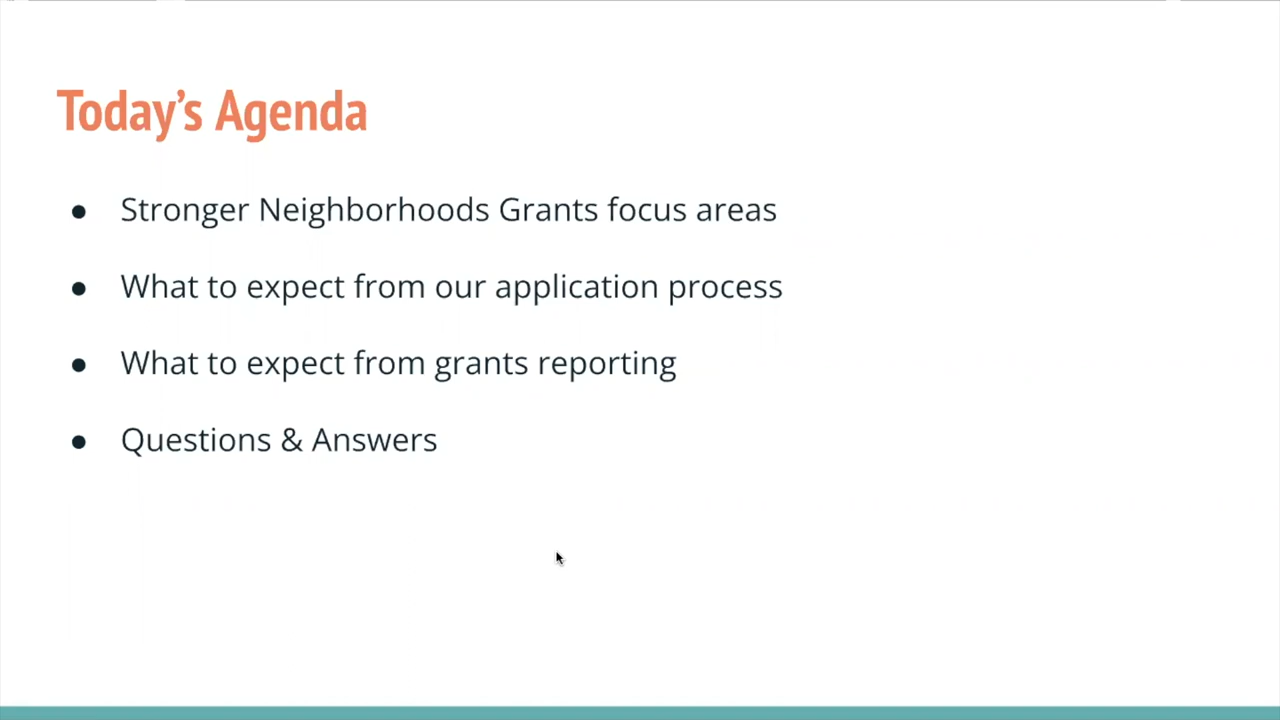 Today’s Agenda
● Stronger Neighborhoods Grants focus areas
● What to expect from our application process
● What to expect from grants reporting
● Questions & Answers